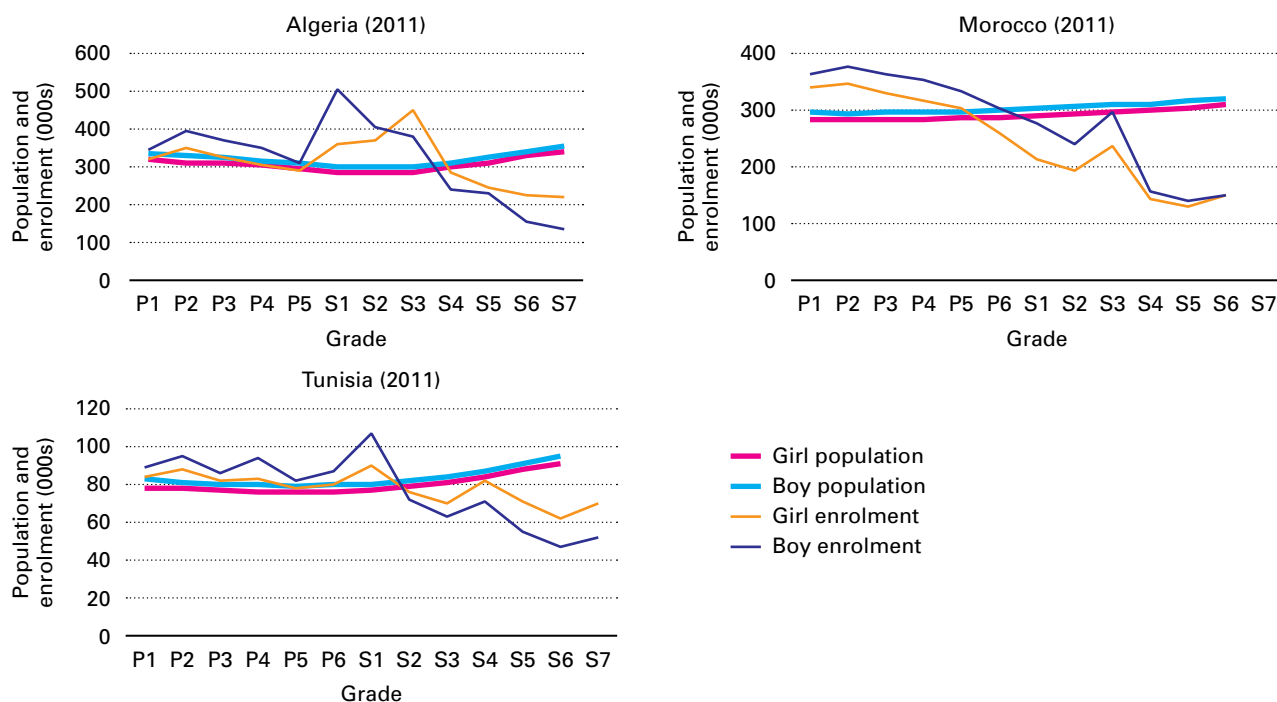 Algeria (2011)
Population and
enrolment (000s)
600
500
400
300
200
100
0
P1 P2 P3 P4 P5 S1 S2 S3 S4 S5 S6 S7
Grade
Morocco (2011)
Population and
enrolment (000s)
400
300
200
100
0
P1 P2 P3 P4 P5 P6 S1 S2 S3 S4 S5 S6 S7
Grade
Tunisia (2011)
Population and
enrolment (000s)
120
100
80
60
40
20
0
P1 P2 P3 P4 P5 P6 S1 S2 S3 S4 S5 S6 S7
Grade
Girl population
Boy population
Girl enrolment
Boy enrolment